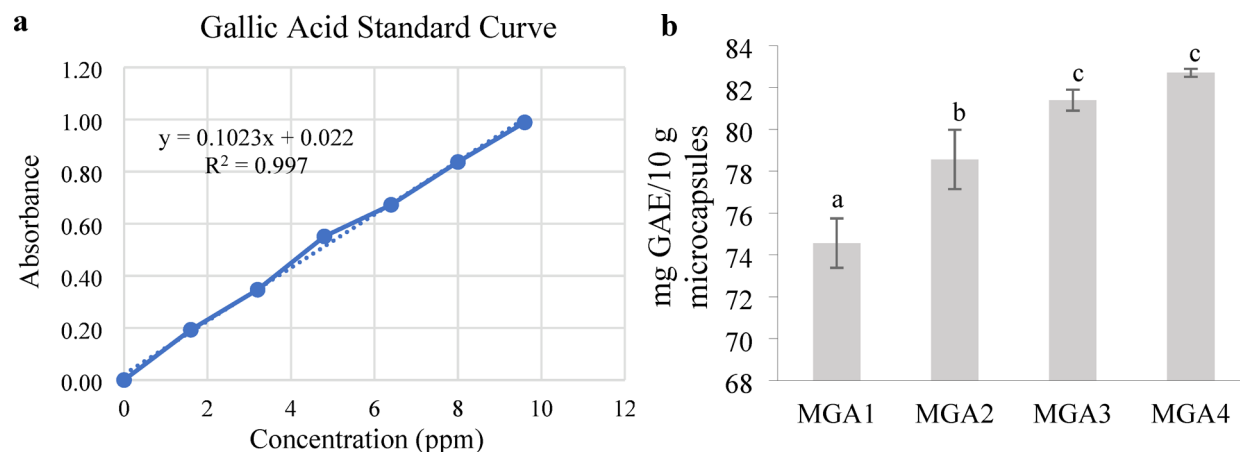 a
Gallic Acid Standard Curve
1.20
1.00
0.80
0.60
0.40
0.20
0.00
y = 0.1023x + 0.022
R² = 0.997
Absorbance
0 2 4 6 8 10 12
Concentration (ppm)
b
84
82
80
78
76
74
72
70
68
mg GAE/10 g
microcapsules
a
b
c
c
MGA1 MGA2 MGA3 MGA4